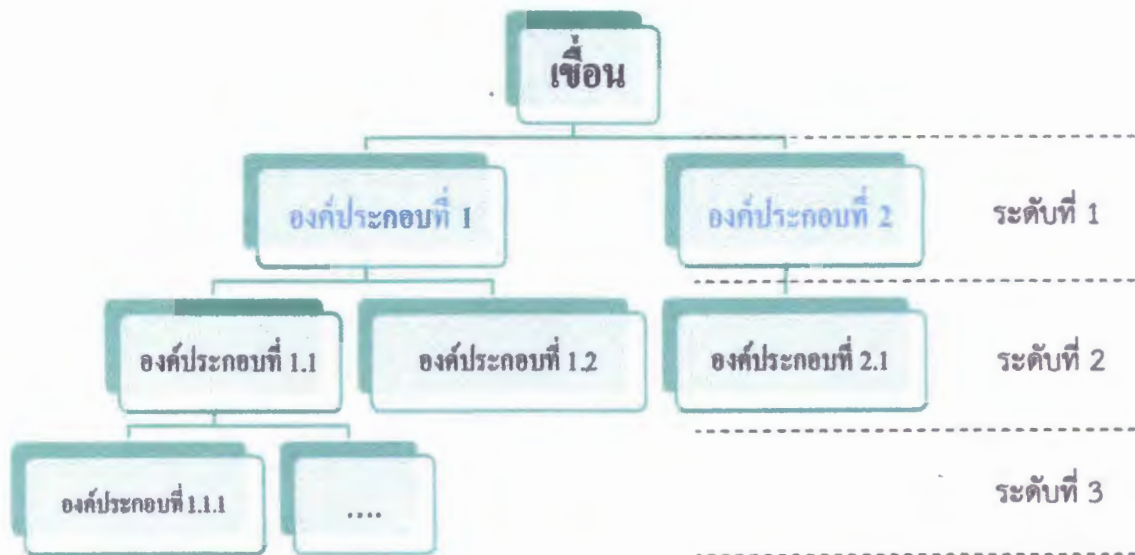 เขื่อน
องค์ประกอบที่ 1
องค์ประกอบที่ 2
ระดับที่ 1
องค์ประกอบที่ 1.1
องค์ประกอบที่ 1.2
องค์ประกอบที่ 2.1
ระดับที่ 2
องค์ประกอบที่ 1.1.1
....
ระดับที่ 3